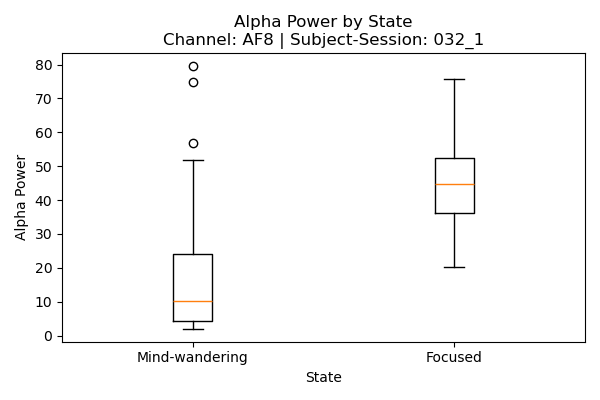 Alpha Power by State
Channel: AF8 | Subject-Session: 032_1
80
70
60
50
40
30
20
10
0
Alpha Power
Mind-wandering
Focused
State